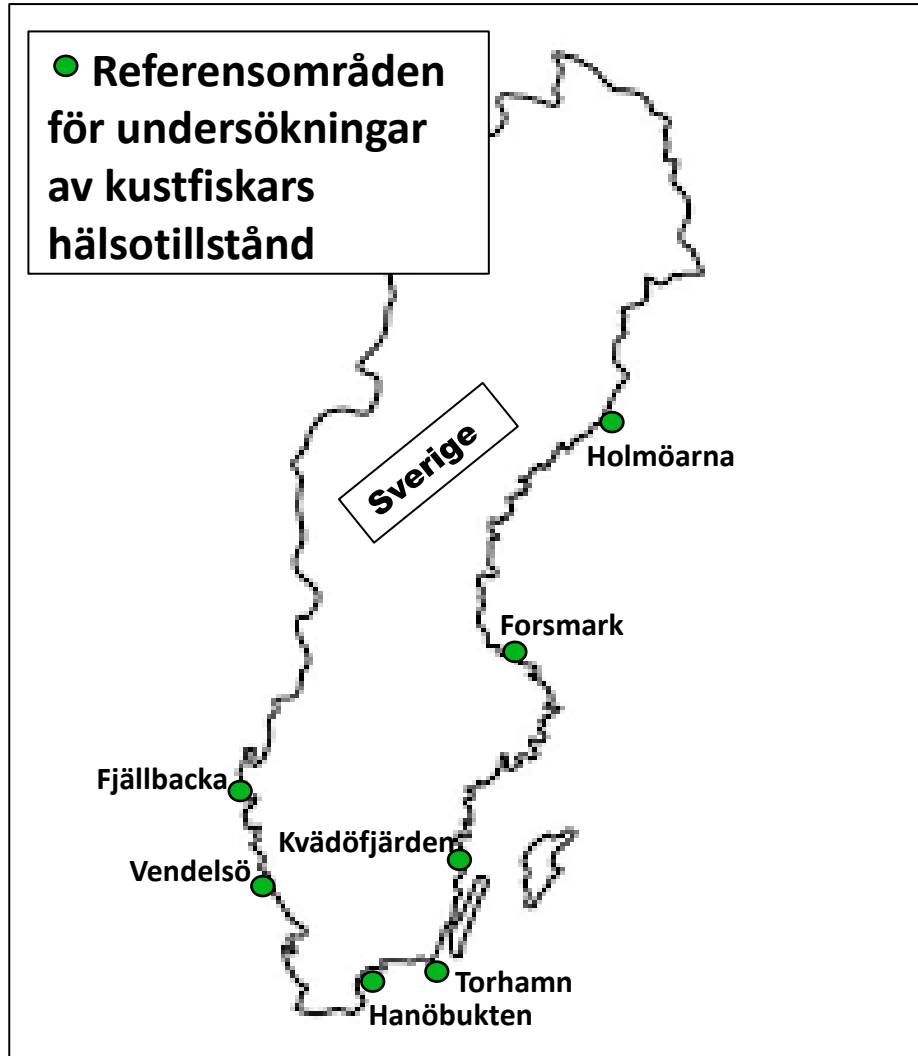 Referensområden
för undersökningar
av kustfiskars
hälsotillstånd
Sverige
Holmöarna
Forsmark
Fjällbacka
Kvädöfjärden
Vendelsö
Torhamn
Hanöbukten